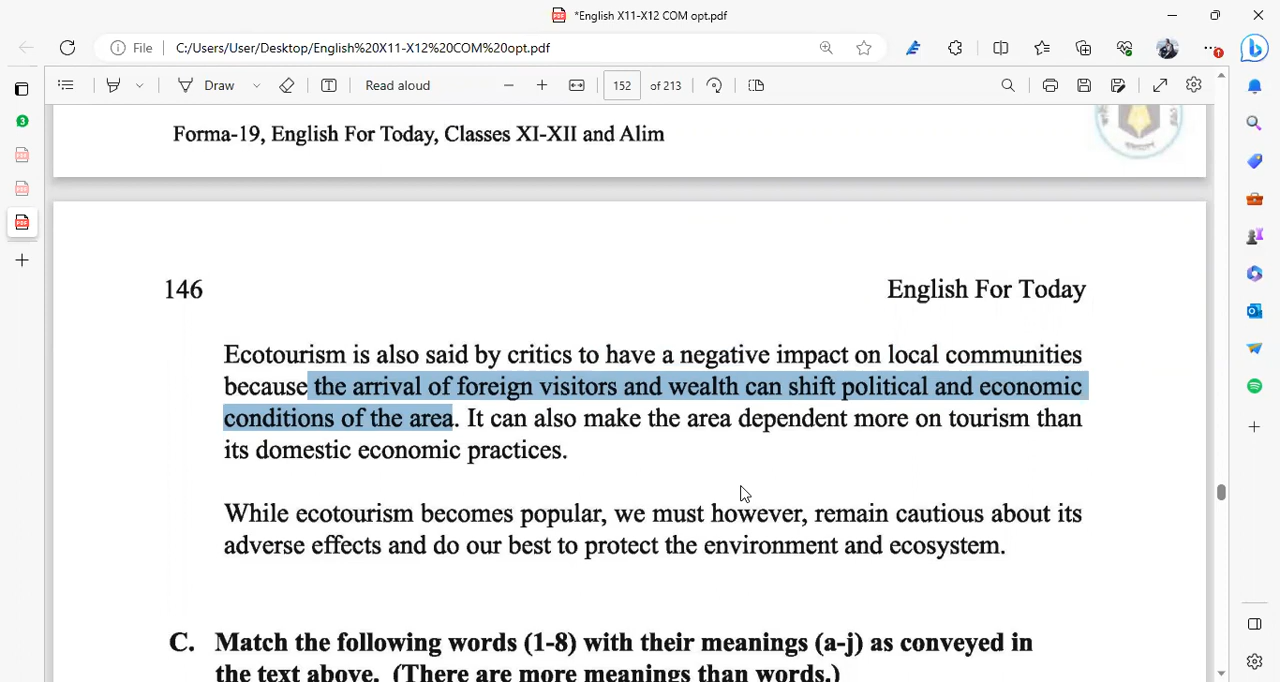 *English X11-X12 COM opt.pdf
File C:/Users/User/Desktop/English%20X11-X12%20COM%20opt.pdf
Draw Read aloud 152 of 213
3
Forma-19, English For Today, Classes XI-XII and Alim
146 English For Today
Ecotourism is also said by critics to have a negative impact on local communities
because the arrival of foreign visitors and wealth can shift political and economic
conditions of the area. It can also make the area dependent more on tourism than
its domestic economic practices.
While ecotourism becomes popular, we must however, remain cautious about its
adverse effects and do our best to protect the environment and ecosystem.
C. Match the following words (1-8) with their meanings (a-j) as conveyed in
the text above. (There are more meanings than words.)